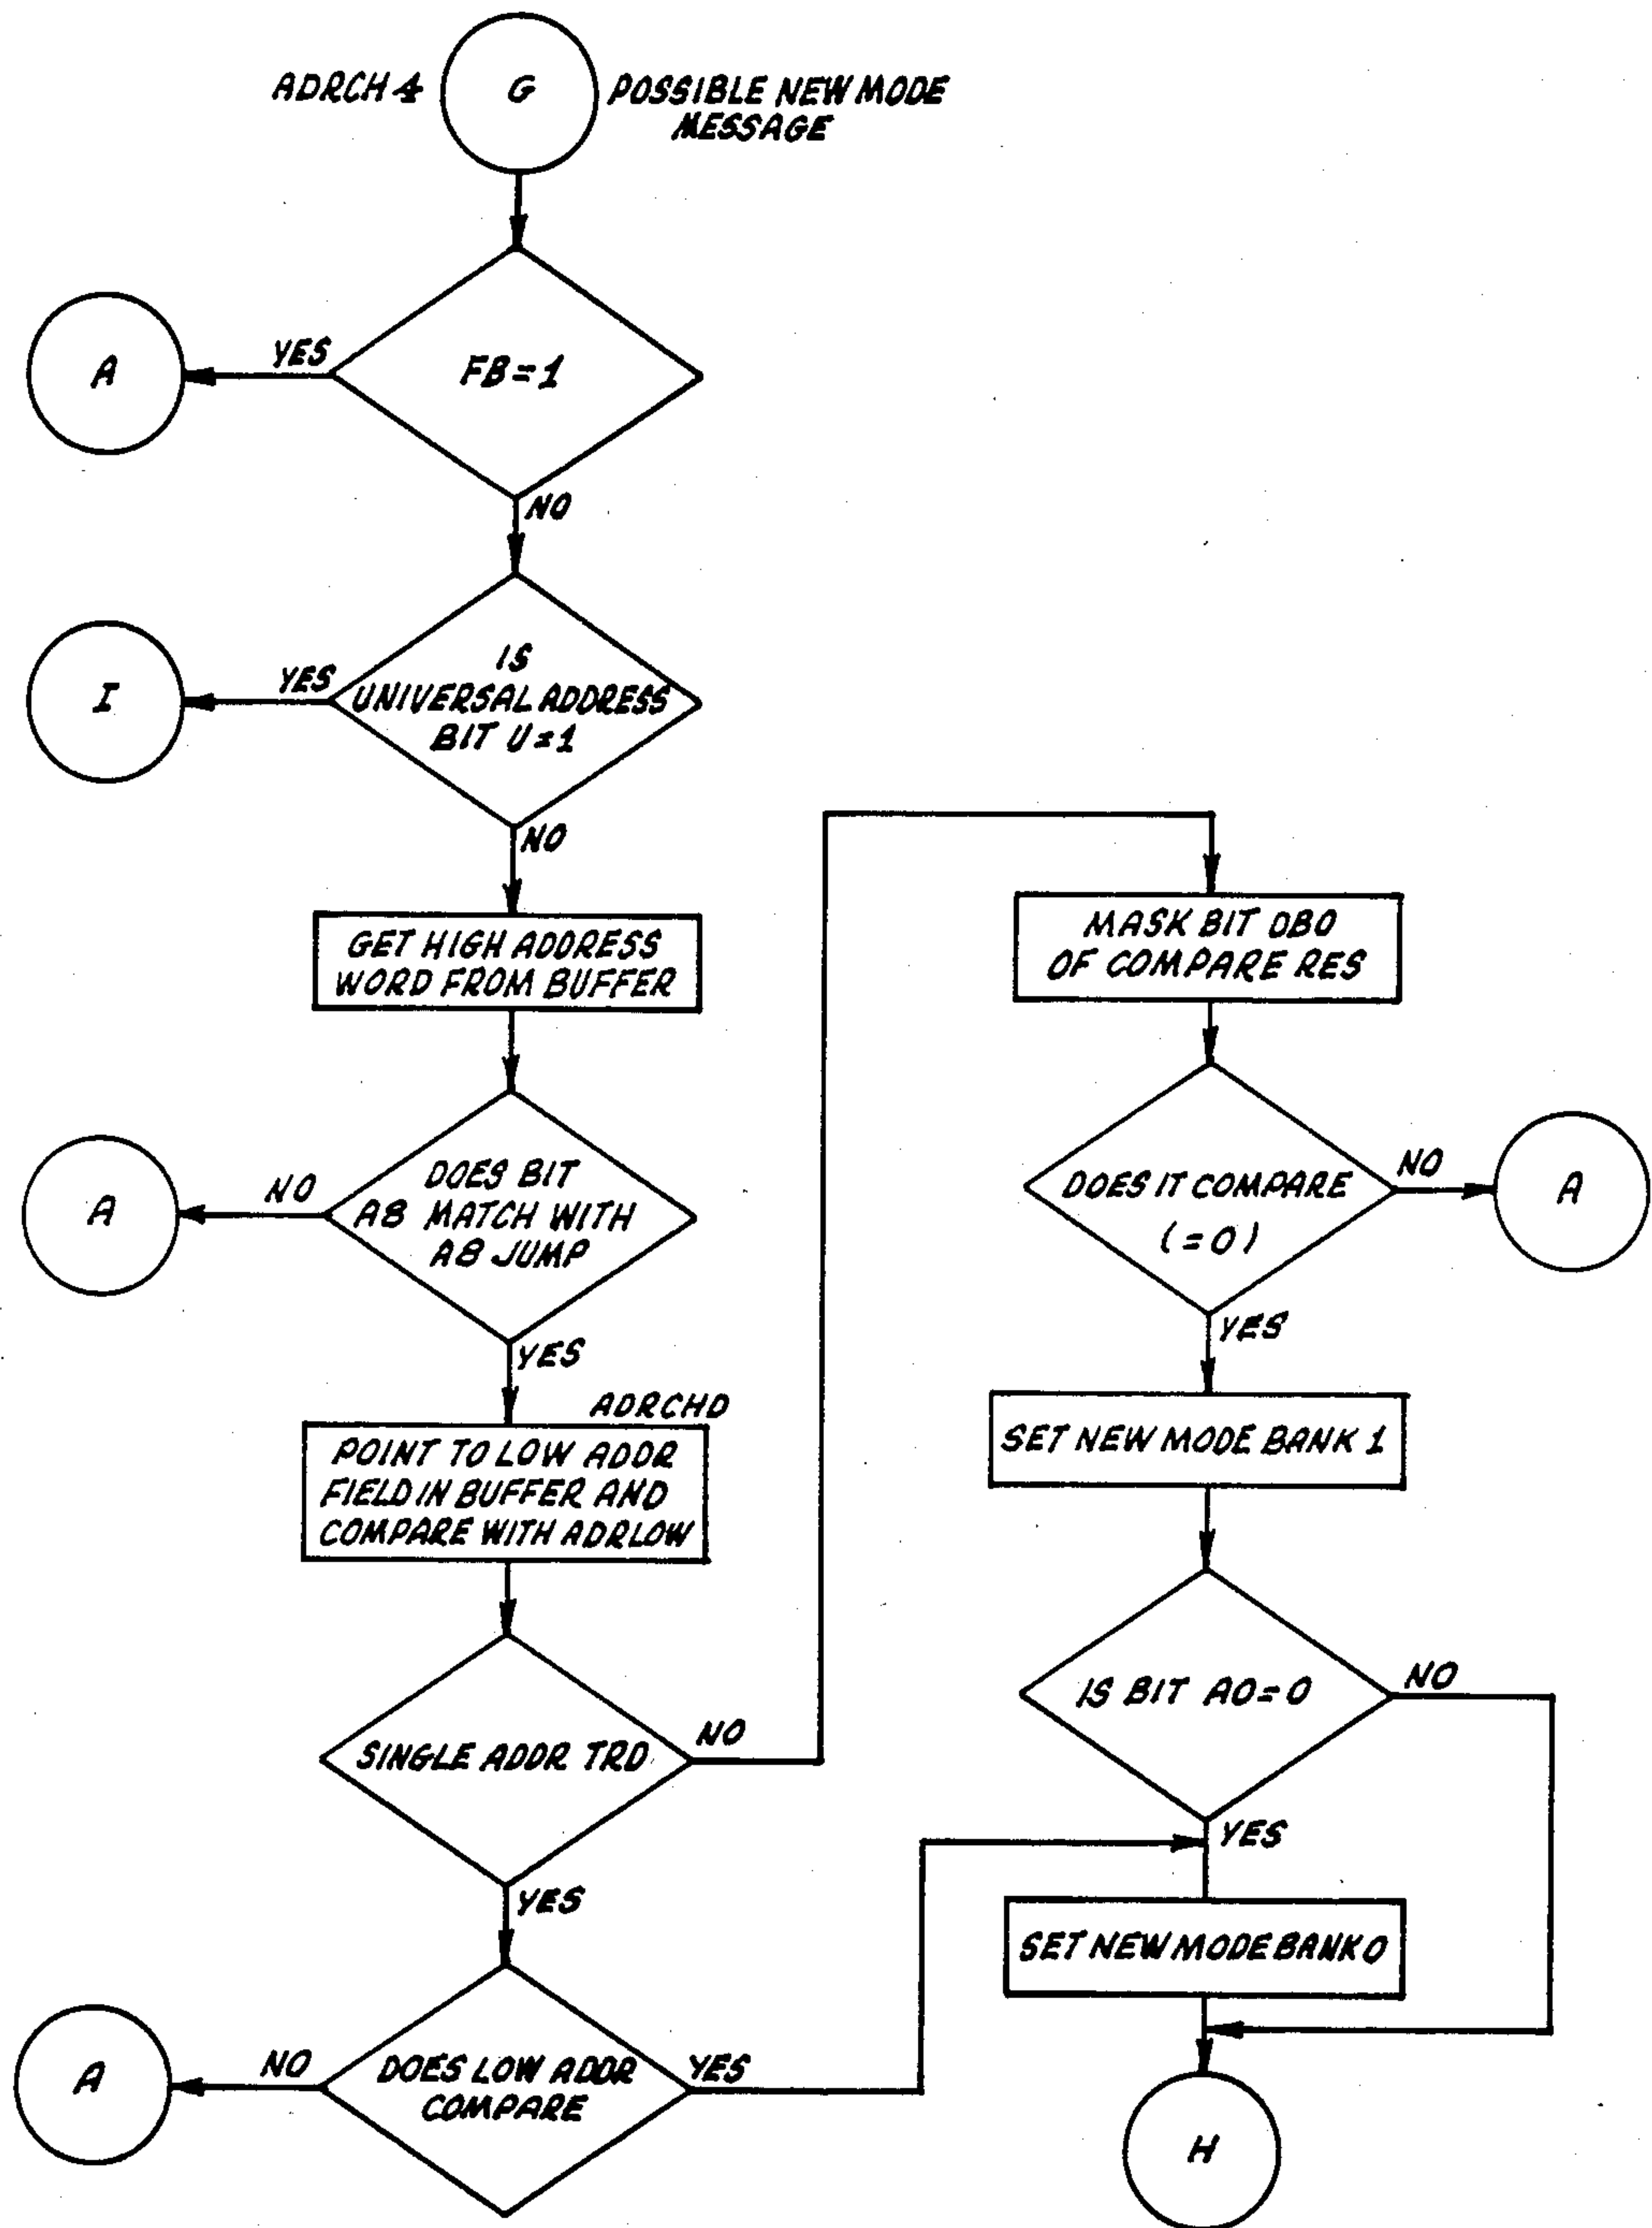 ADRCH 4
G
POSSIBLE NEW MODE
MESSAGE
FB=1
YES
A
NO
IS
UNIVERSAL ADDRESS
BIT U=1
YES
I
NO
GET HIGH ADDRESS
WORD FROM BUFFER
DOES BIT
A8 MATCH WITH
A8 JUMP
NO
A
YES
ADRCHD
POINT TO LOW ADDR
FIELD IN BUFFER AND
COMPARE WITH ADRLOW
SINGLE ADDR TRD
NO
YES
DOES LOW ADDR
COMPARE
NO
A
YES
MASK BIT DB0
OF COMPARE RES
DOES IT COMPARE
(=0)
NO
A
YES
SET NEW MODE BANK 1
IS BIT A0=0
NO
YES
SET NEW MODE BANK 0
H